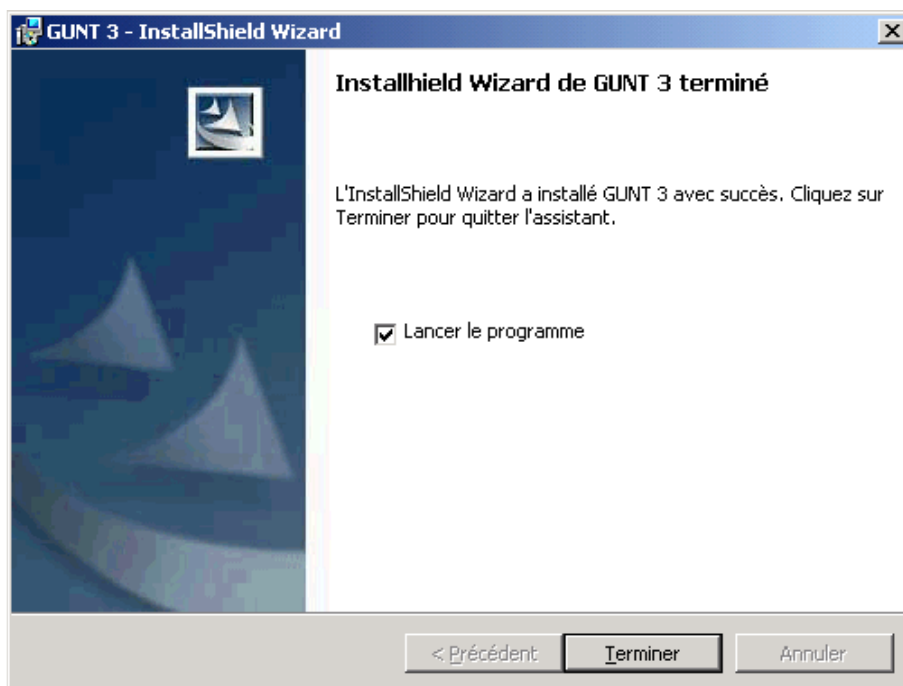 GUNT 3 - InstallShield Wizard
Installhield Wizard de GUNT 3 terminé
L'InstallShield Wizard a installé GUNT 3 avec succès. Cliquez sur
Terminer pour quitter l'assistant.
Lancer le programme
< Précédent
Terminer
Annuler